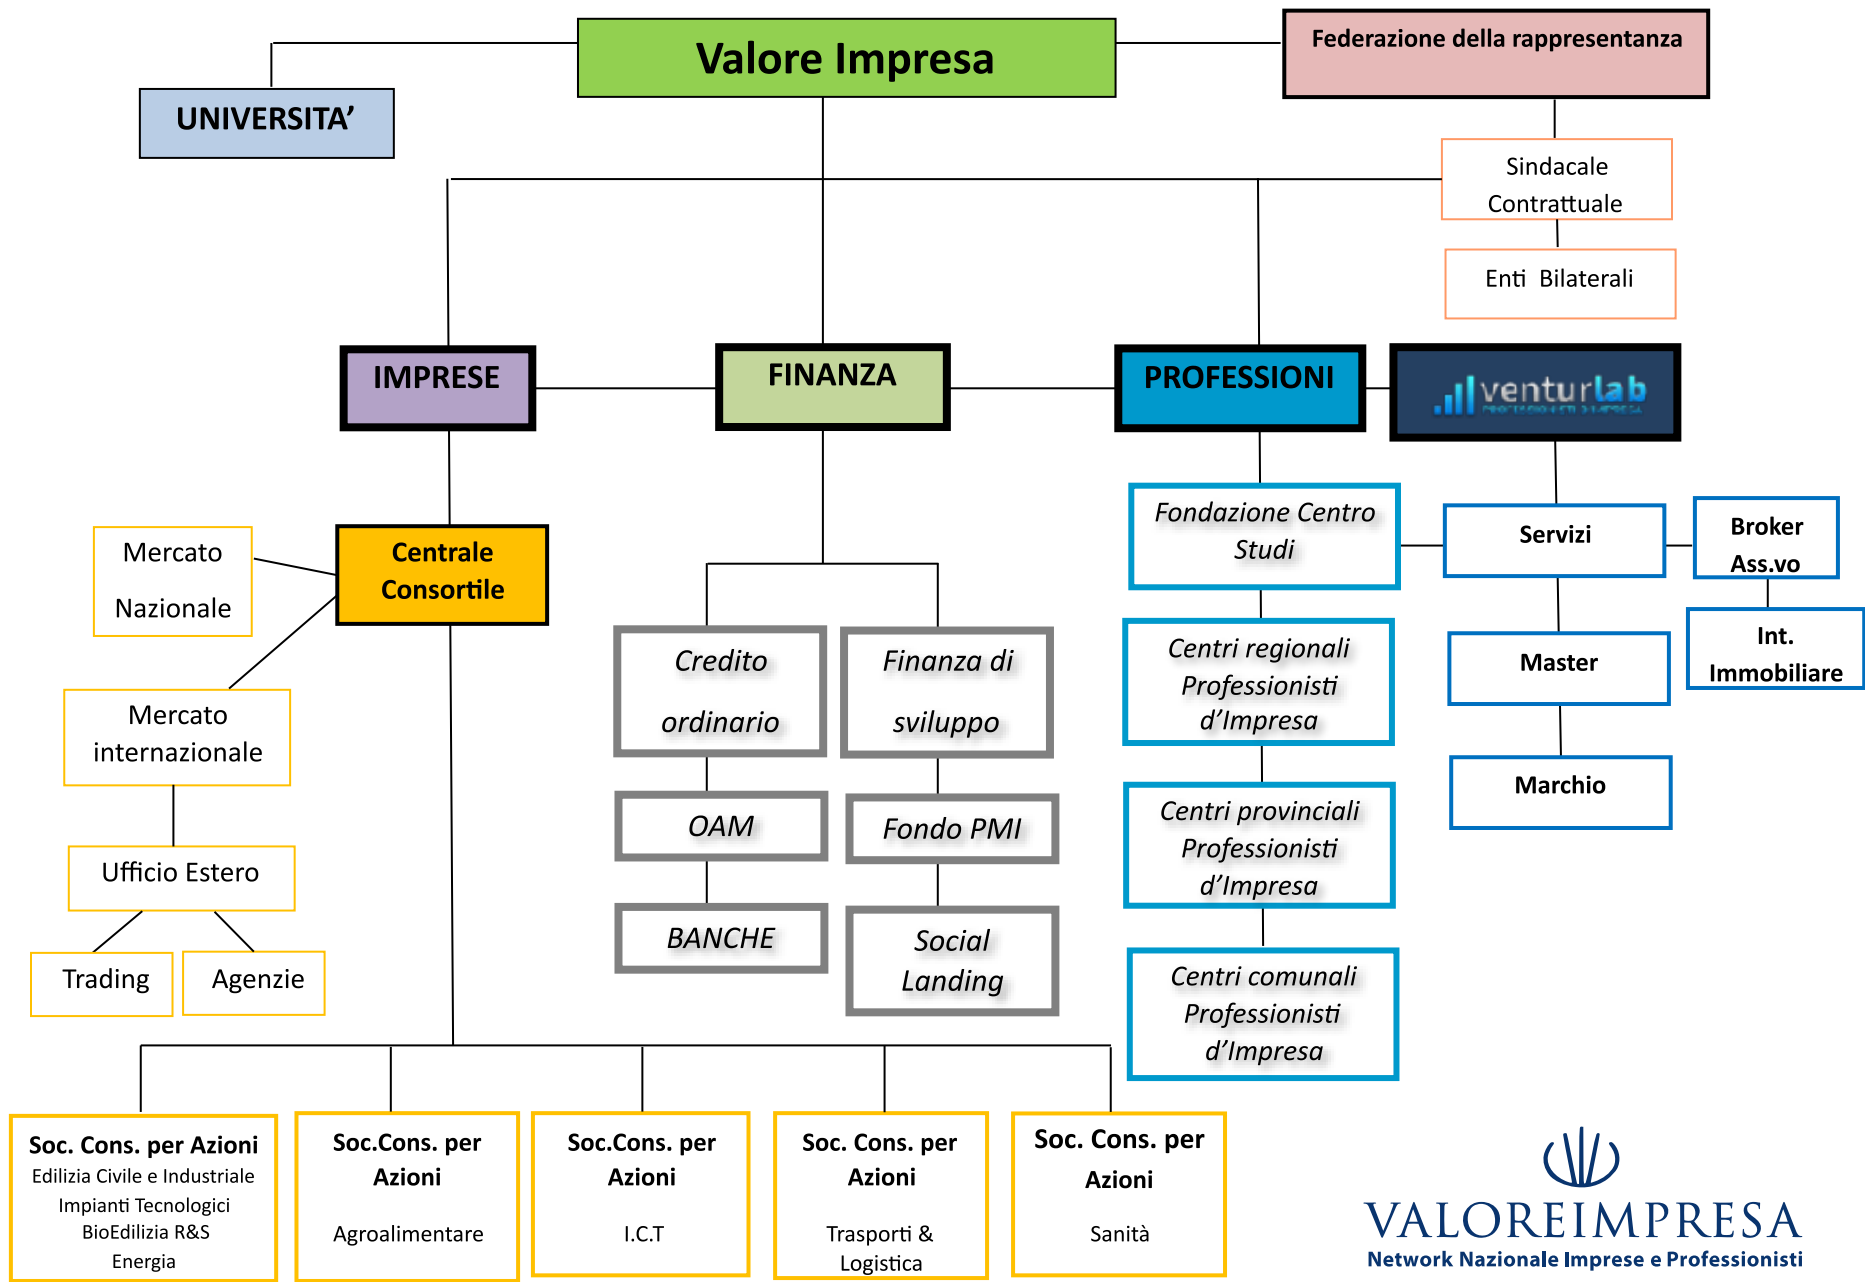 Valore Impresa
Federazione della rappresentanza
UNIVERSITA’
Sindacale
Contrattuale
Enti Bilaterali
IMPRESE
FINANZA
PROFESSIONI
venturlab
PROFESSIONISTI D'IMPRESA
Mercato
Nazionale
Centrale
Consortile
Mercato
internazionale
Ufficio Estero
Trading
Agenzie
Credito
ordinario
OAM
BANCHE
Finanza di
sviluppo
Fondo PMI
Social
Landing
Fondazione Centro
Studi
Centri regionali
Professionisti
d’Impresa
Centri provinciali
Professionisti
d’Impresa
Centri comunali
Professionisti
d’Impresa
Servizi
Master
Marchio
Broker
Ass.vo
Int.
Immobiliare
Soc. Cons. per Azioni
Edilizia Civile e Industriale
Impianti Tecnologici
BioEdilizia R&S
Energia
Soc.Cons. per
Azioni
Agroalimentare
Soc.Cons. per
Azioni
I.C.T
Soc. Cons. per
Azioni
Trasporti &
Logistica
Soc. Cons. per
Azioni
Sanità
VALOREIMPRESA
Network Nazionale Imprese e Professionisti